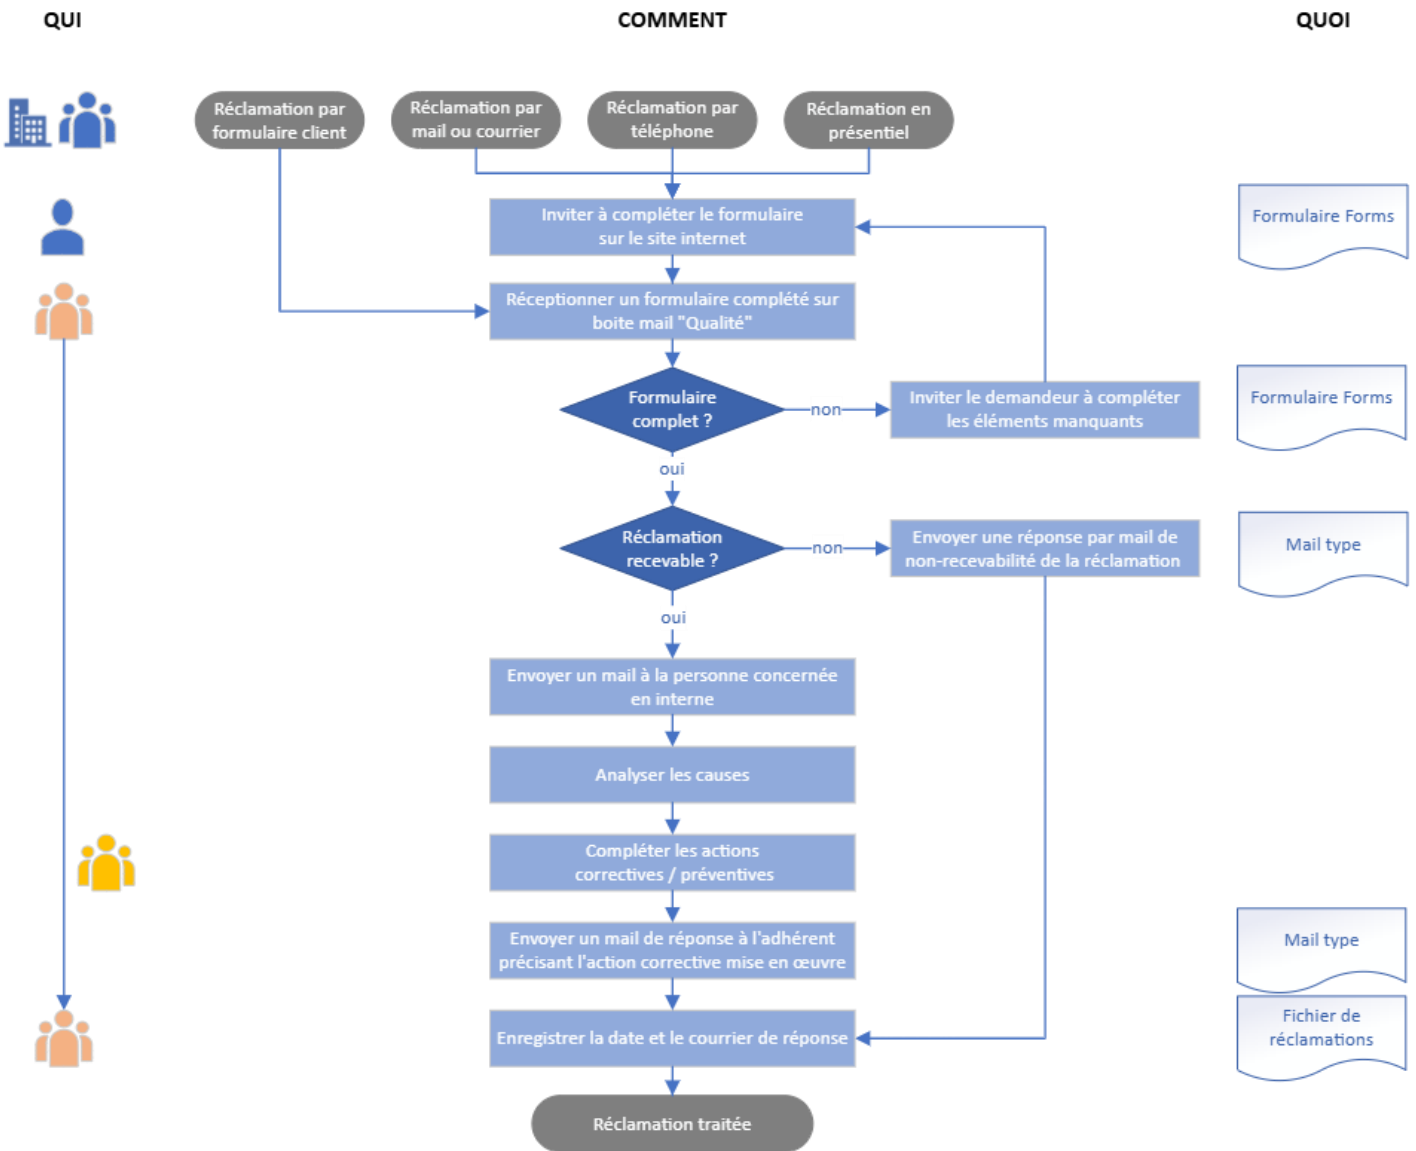 QUI
COMMENT
QUOI
Réclamation par
formulaire client
Réclamation par
mail ou courrier
Réclamation par
téléphone
Réclamation en
présentiel
Inviter à compléter le formulaire
sur le site internet
Formulaire Forms
Réceptionner un formulaire complété sur
boite mail "Qualité"
Formulaire
complet ?
non
Inviter le demandeur à compléter
les éléments manquants
Formulaire Forms
oui
Réclamation
recevable ?
non
Envoyer une réponse par mail de
non-recevabilité de la réclamation
Mail type
oui
Envoyer un mail à la personne concernée
en interne
Analyser les causes
Compléter les actions
correctives / préventives
Envoyer un mail de réponse à l'adhérent
précisant l'action corrective mise en œuvre
Mail type
Enregistrer la date et le courrier de réponse
Fichier de
réclamations
Réclamation traitée